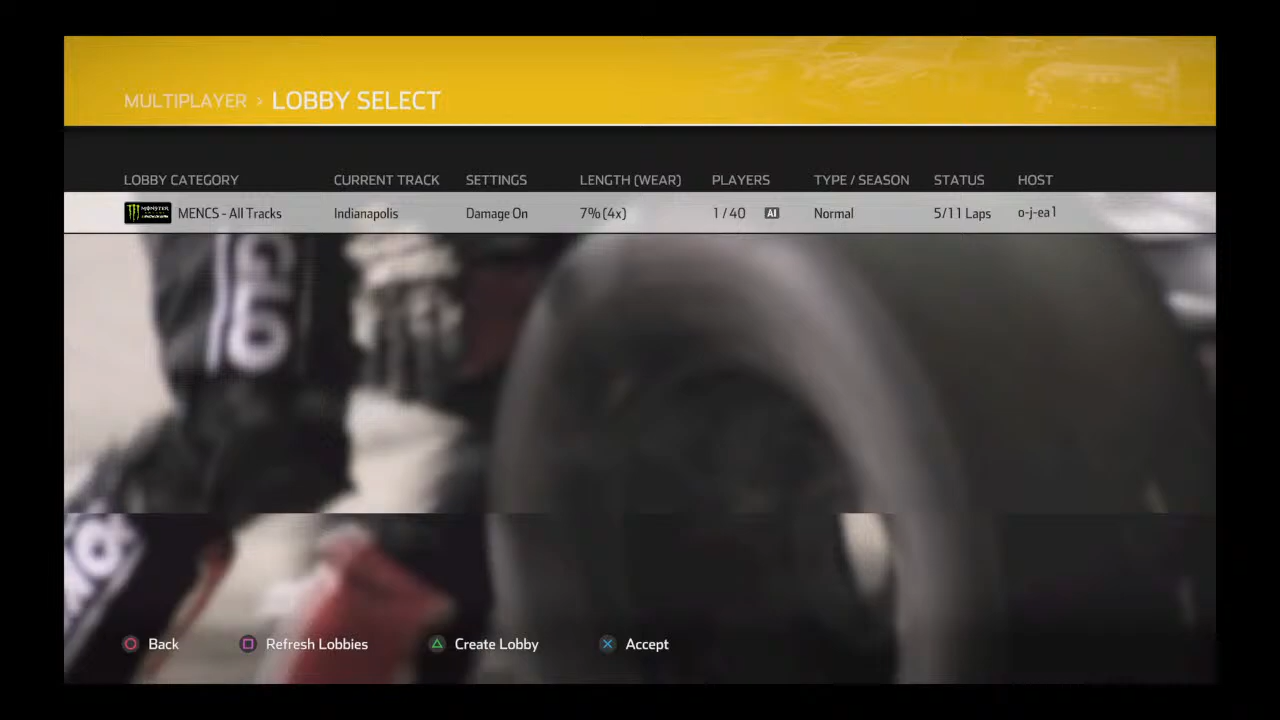 MULTIPLAYER > LOBBY SELECT
LOBBY CATEGORY CURRENT TRACK SETTINGS LENGTH (WEAR) PLAYERS TYPE / SEASON STATUS HOST
MONSTER MENCS - All Tracks Indianapolis Damage On 7% (4x) 1 / 40 AI Normal 5/11 Laps o-j-ea1
Back Refresh Lobbies Create Lobby Accept